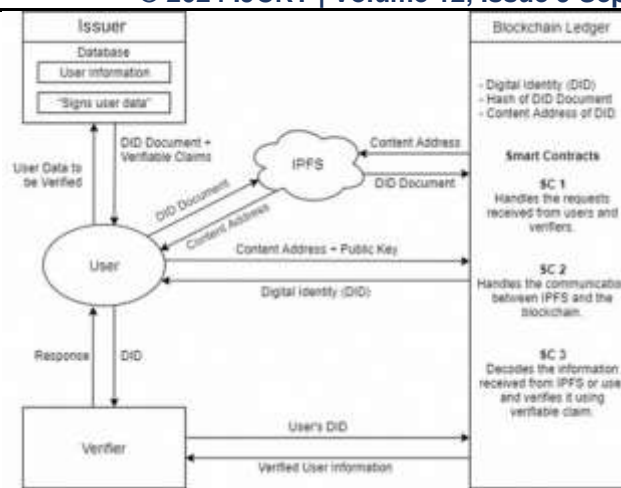 Issuer
Database
User Information
"Signs user data"
Blockchain Ledger
- Digital Identity (DID)
- Hash of DID Document
- Content Address of DID
Smart Contracts
SC 1
Handles the requests
received from users and
verifiers.
SC 2
Handles the communicatio
between IPFS and the
blockchain.
SC 3
Decodes the information
received from IPFS or use
and verifies it using
verifiable claim.
User Data to
be Verified
DID Document +
Verifiable Claims
IPFS
Content Address
DID Document
DID Document
Content Address
User
Content Address + Public Key
Digital Identity (DID)
Response
DID
Verifier
User's DID
Verified User Information